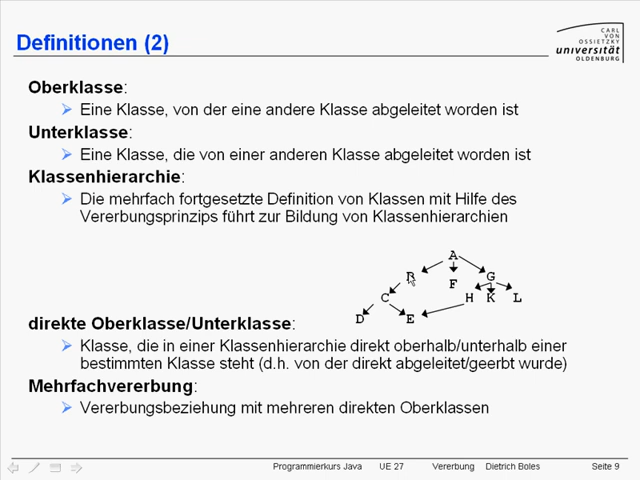 Definitionen (2)
CARL
VON
OSSIETZKY
universität
OLDENBURG
Oberklasse:
Eine Klasse, von der eine andere Klasse abgeleitet worden ist
Unterklasse:
Eine Klasse, die von einer anderen Klasse abgeleitet worden ist
Klassenhierarchie:
Die mehrfach fortgesetzte Definition von Klassen mit Hilfe des
Vererbungsprinzips führt zur Bildung von Klassenhierarchien
A
B F G
C H K L
D E
direkte Oberklasse/Unterklasse:
Klasse, die in einer Klassenhierarchie direkt oberhalb/unterhalb einer
bestimmten Klasse steht (d.h. von der direkt abgeleitet/geerbt wurde)
Mehrfachvererbung:
Vererbungsbeziehung mit mehreren direkten Oberklassen
Programmierkurs Java UE 27 Vererbung Dietrich Boles Seite 9